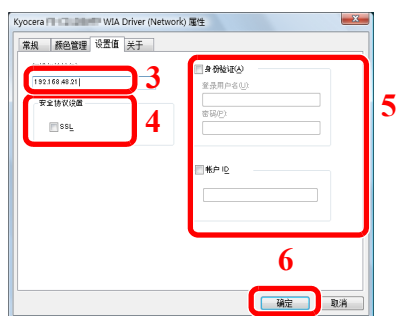 Kyocera WIA Driver (Network) 属性
常规 颜色管理 设置值 关于
192.168.48.21
3
安全协议设置
SSL
4
身份验证(A)
登录用户名(U):
密码(P):
帐户 ID
5
6
确定 取消